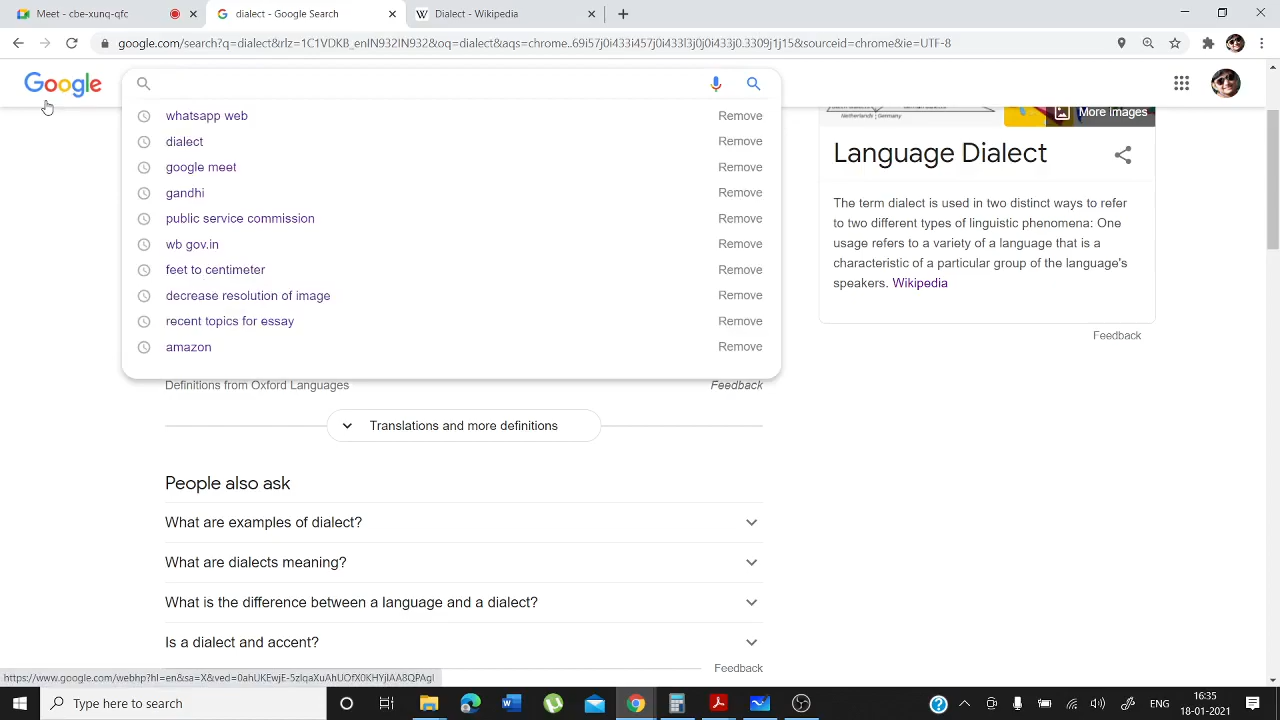 Meet - cbe-xunq-qfc
dialect - Google Search
Dialect - Wikipedia
google.com/search?q=dialect&rlz=1C1VDKB_enIN932IN932&oq=dialect&aqs=chrome..69i57j0i433i457j0i433l3j0j0i433j0.3309j1j15&sourceid=chrome&ie=UTF-8
Google
Remove
dialect Remove
google meet Remove
gandhi Remove
public service commission Remove
wb gov.in Remove
feet to centimeter Remove
decrease resolution of image Remove
recent topics for essay Remove
amazon Remove
Definitions from Oxford Languages Feedback
Translations and more definitions
People also ask
What are examples of dialect?
What are dialects meaning?
What is the difference between a language and a dialect?
Is a dialect and accent?
Feedback
Netherlands Germany
More Images
Language Dialect
The term dialect is used in two distinct ways to refer
to two different types of linguistic phenomena: One
usage refers to a variety of a language that is a
characteristic of a particular group of the language's
speakers. Wikipedia
Feedback
Type here to search
ENG
16:35
18-01-2021